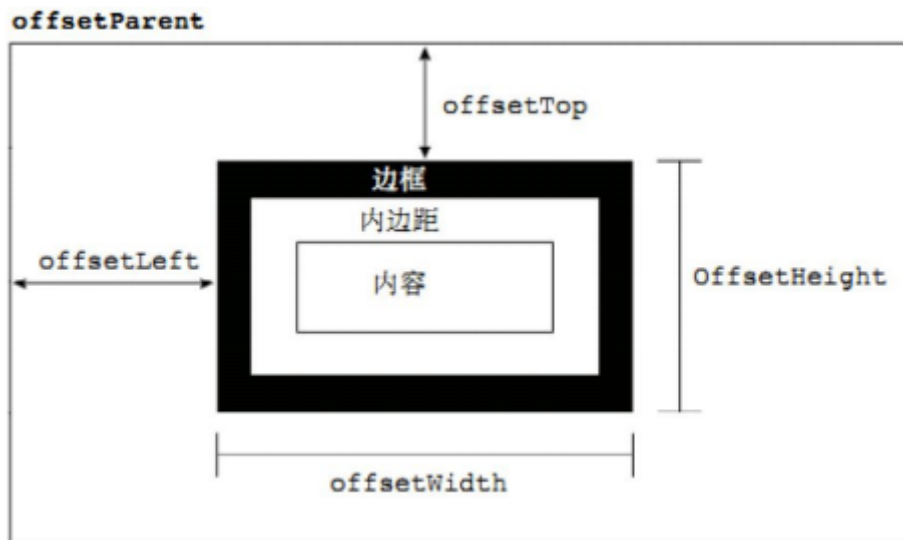 offsetParent
offsetTop
边框
内边距
offsetLeft
内容
OffsetHeight
offsetWidth